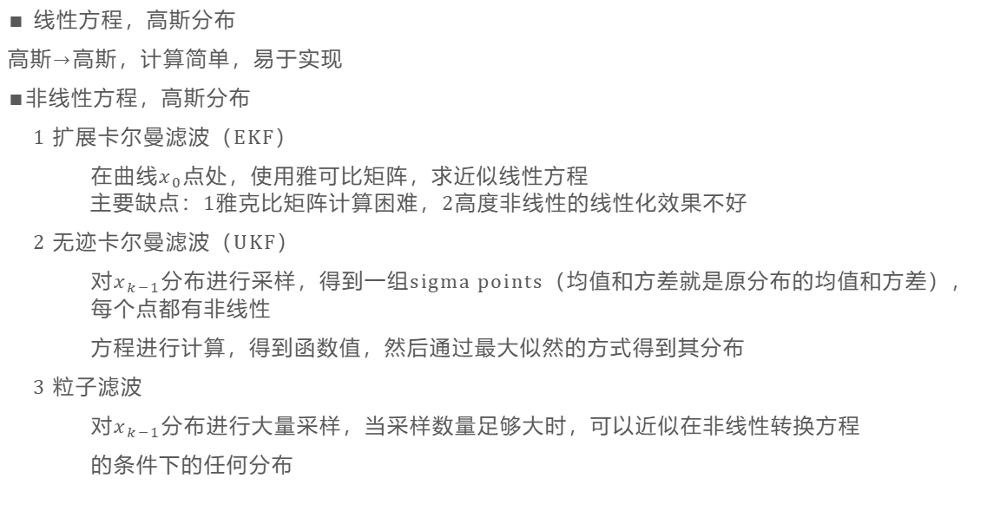 ■ 线性方程，高斯分布
高斯→高斯，计算简单，易于实现
■非线性方程，高斯分布
1 扩展卡尔曼滤波（EKF）
在曲线x₀点处，使用雅可比矩阵，求近似线性方程
主要缺点：1雅克比矩阵计算困难，2高度非线性的线性化效果不好
2 无迹卡尔曼滤波（UKF）
对xₖ₋₁分布进行采样，得到一组sigma points（均值和方差就是原分布的均值和方差），
每个点都有非线性
方程进行计算，得到函数值，然后通过最大似然的方式得到其分布
3 粒子滤波
对xₖ₋₁分布进行大量采样，当采样数量足够大时，可以近似在非线性转换方程
的条件下的任何分布